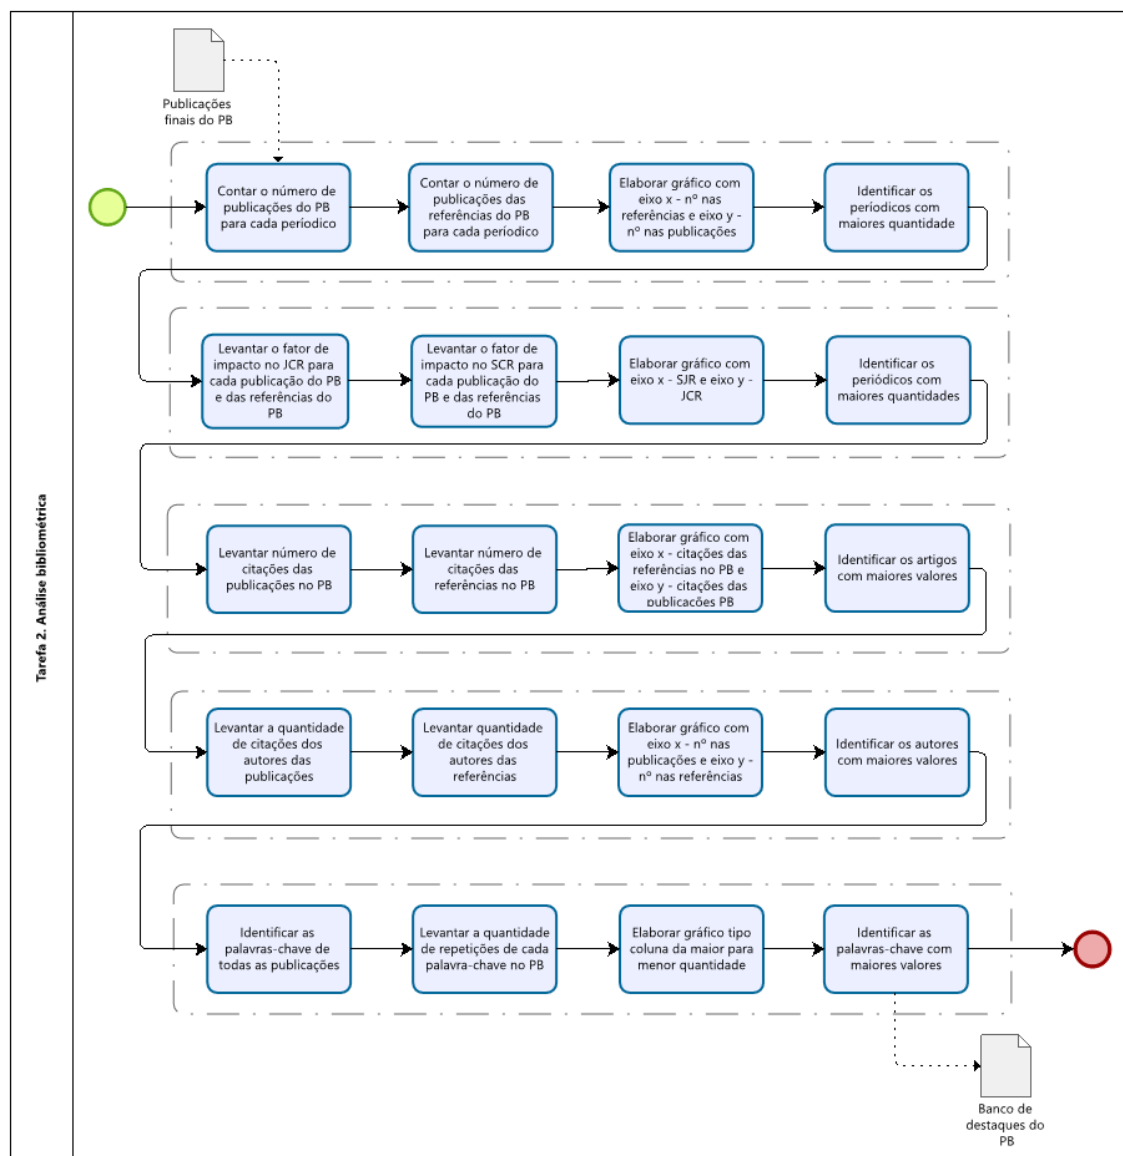 Tarefa 2. Análise bibliométrica
Publicações
finais do PB
Contar o número de
publicações do PB
para cada periódico
Contar o número de
publicações das
referências do PB
para cada periódico
Elaborar gráfico com
eixo x - nº nas
referências e eixo y -
nº nas publicações
Identificar os
periódicos com
maiores quantidade
Levantar o fator de
impacto no JCR para
cada publicação do PB
e das referências do
PB
Levantar o fator de
impacto no SCR para
cada publicação do
PB e das referências
do PB
Elaborar gráfico com
eixo x - SJR e eixo y -
JCR
Identificar os
periódicos com
maiores quantidades
Levantar número de
citações das
publicações no PB
Levantar número de
citações das
referências no PB
Elaborar gráfico com
eixo x - citações das
referências no PB e
eixo y - citações das
publicações PB
Identificar os artigos
com maiores valores
Levantar a quantidade
de citações dos
autores das
publicações
Levantar quantidade
de citações dos
autores das
referências
Elaborar gráfico com
eixo x - nº nas
publicações e eixo y -
nº nas referências
Identificar os autores
com maiores valores
Identificar as
palavras-chave de
todas as publicações
Levantar a quantidade
de repetições de cada
palavra-chave no PB
Elaborar gráfico tipo
coluna da maior para
menor quantidade
Identificar as
palavras-chave com
maiores valores
Banco de
destaques do
PB